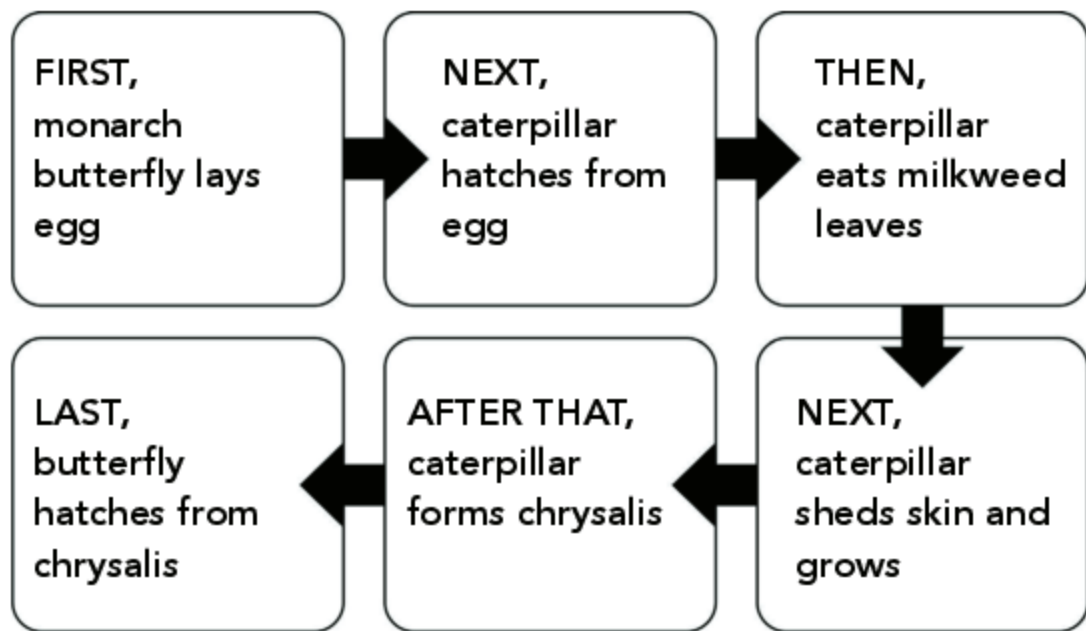 FIRST,
monarch
butterfly lays
egg
NEXT,
caterpillar
hatches from
egg
THEN,
caterpillar
eats milkweed
leaves
NEXT,
caterpillar
sheds skin and
grows
AFTER THAT,
caterpillar
forms chrysalis
LAST,
butterfly
hatches from
chrysalis